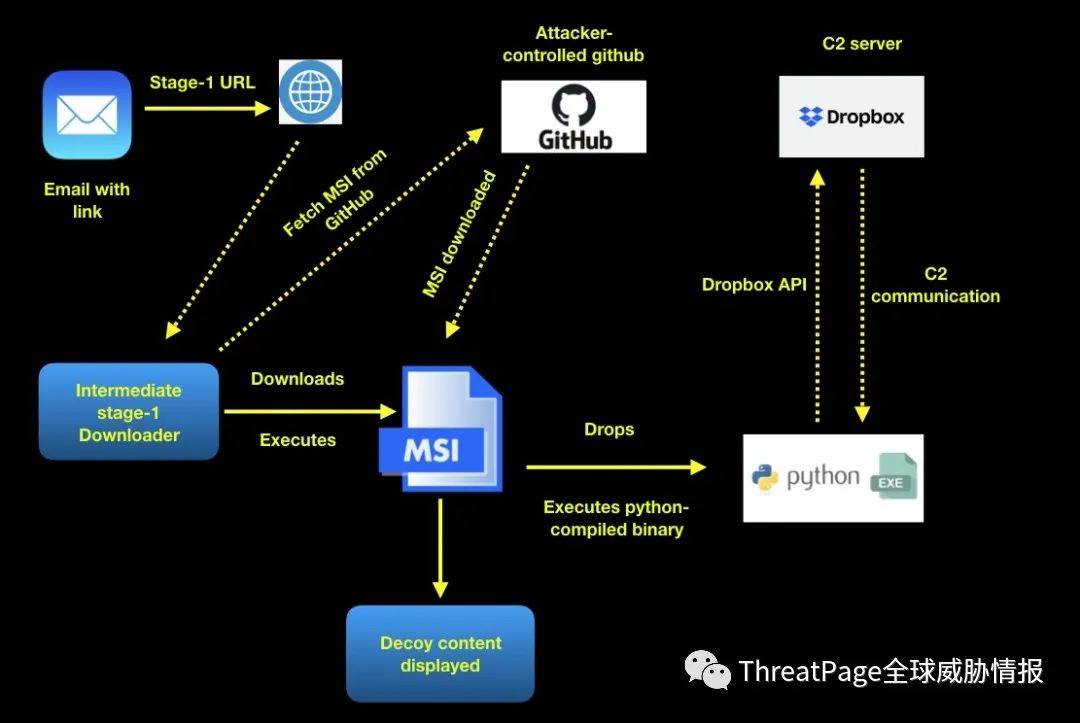 Attacker-
controlled github
C2 server
Stage-1 URL
GitHub
Dropbox
Email with
link
Fetch MSI from
GitHub
MSI downloaded
Dropbox API
C2
communication
Intermediate
stage-1
Downloader
Downloads
Executes
MSI
Drops
Executes python-
compiled binary
python
EXE
Decoy content
displayed
ThreatPage全球威胁情报